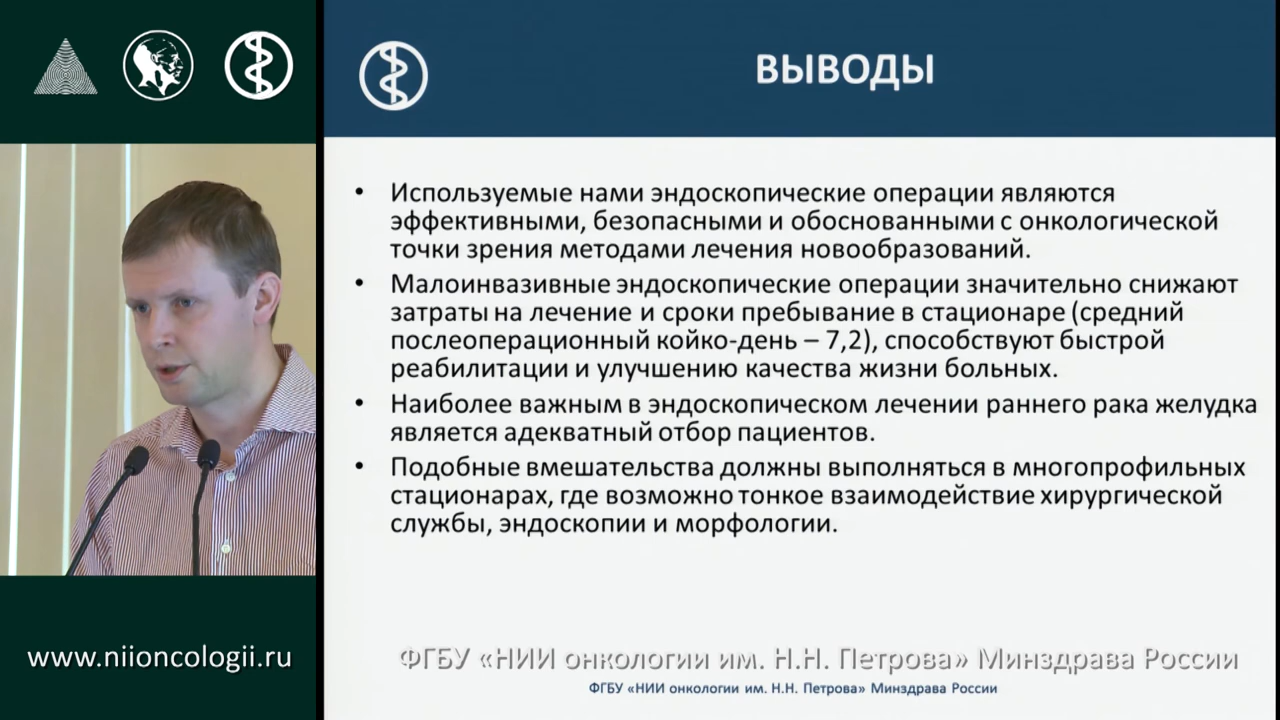 ВЫВОДЫ
• Используемые нами эндоскопические операции являются
эффективными, безопасными и обоснованными с онкологической
точки зрения методами лечения новообразований.
• Малоинвазивные эндоскопические операции значительно снижают
затраты на лечение и сроки пребывание в стационаре (средний
послеоперационный койко-день – 7,2), способствуют быстрой
реабилитации и улучшению качества жизни больных.
• Наиболее важным в эндоскопическом лечении раннего рака желудка
является адекватный отбор пациентов.
• Подобные вмешательства должны выполняться в многопрофильных
стационарах, где возможно тонкое взаимодействие хирургической
службы, эндоскопии и морфологии.
www.niioncologii.ru
ФГБУ «НИИ онкологии им. Н.Н. Петрова» Минздрава России
ФГБУ «НИИ онкологии им. Н.Н. Петрова» Минздрава России